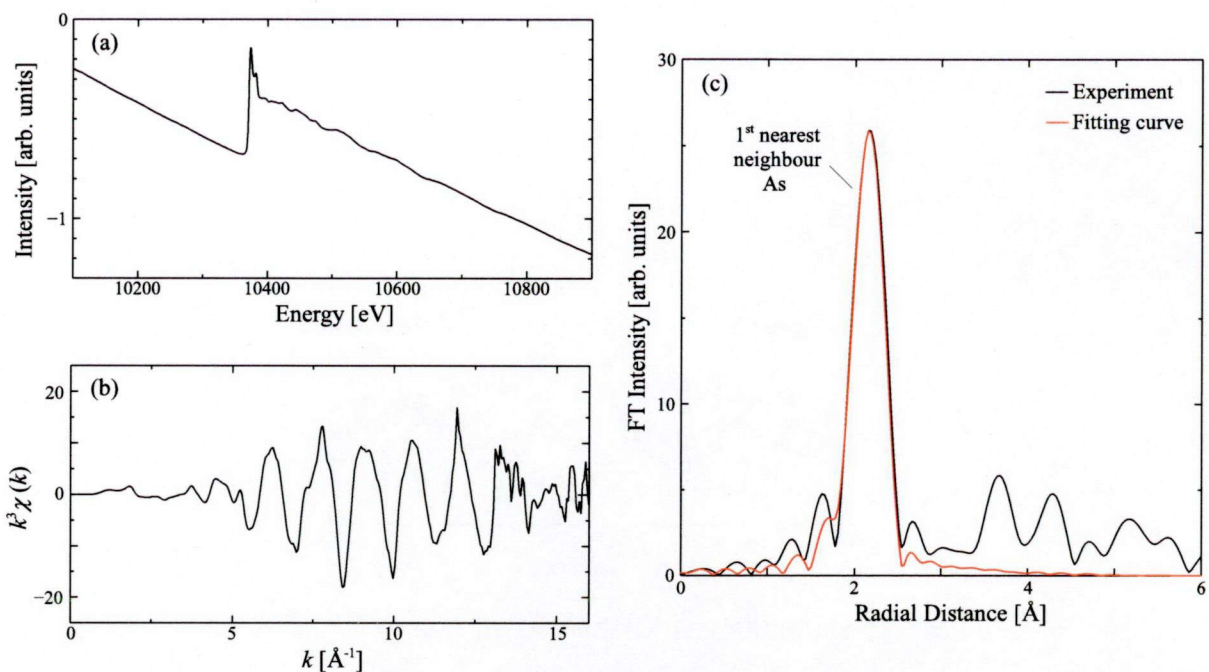 (a)
0
−1
Intensity [arb. units]
10200
10400
10600
10800
Energy [eV]
(b)
20
0
−20
k³χ(k)
0
5
10
15
k [Å⁻¹]
(c)
30
20
10
0
FT Intensity [arb. units]
Experiment
Fitting curve
1st nearest
neighbour
As
0
2
4
6
Radial Distance [Å]